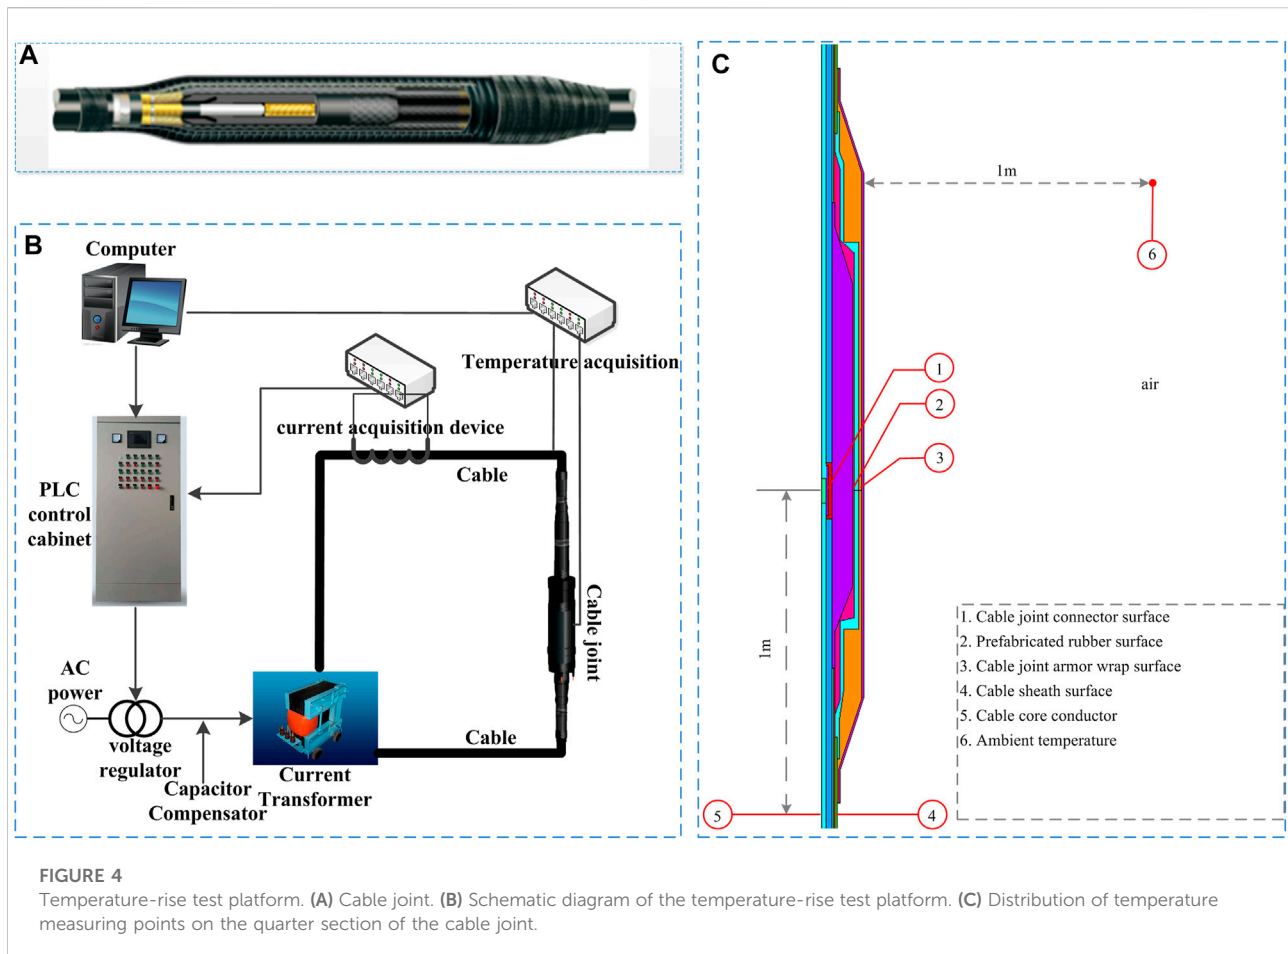 A
B
Computer
Temperature acquisition
current acquisition device
Cable
PLC
control
cabinet
Cable joint
AC
power
voltage
regulator
Capacitor
Compensator
Current
Transformer
Cable
C
1m
6
1
2
3
air
1m
5
4
1. Cable joint connector surface
2. Prefabricated rubber surface
3. Cable joint armor wrap surface
4. Cable sheath surface
5. Cable core conductor
6. Ambient temperature
FIGURE 4
Temperature-rise test platform. (A) Cable joint. (B) Schematic diagram of the temperature-rise test platform. (C) Distribution of temperature
measuring points on the quarter section of the cable joint.